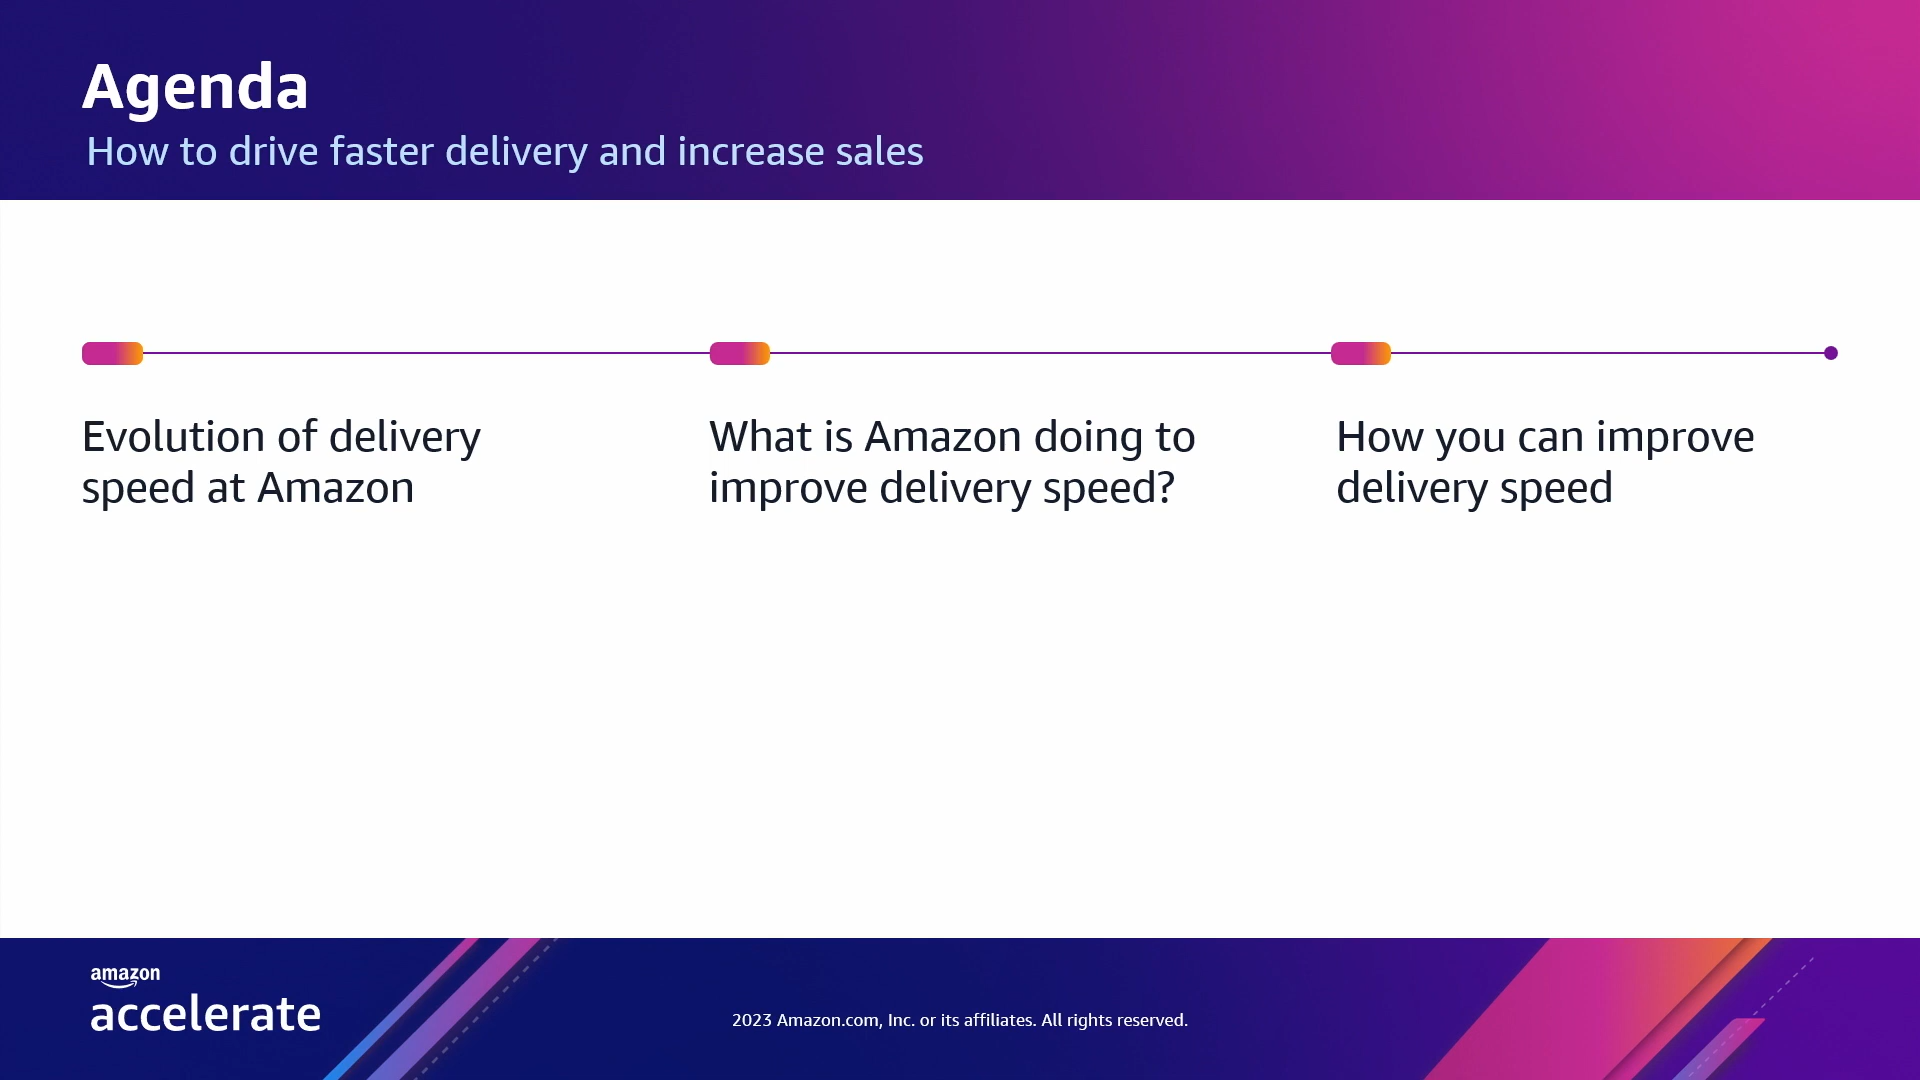 Agenda
How to drive faster delivery and increase sales
Evolution of delivery
speed at Amazon
What is Amazon doing to
improve delivery speed?
How you can improve
delivery speed
amazon
accelerate
2023 Amazon.com, Inc. or its affiliates. All rights reserved.